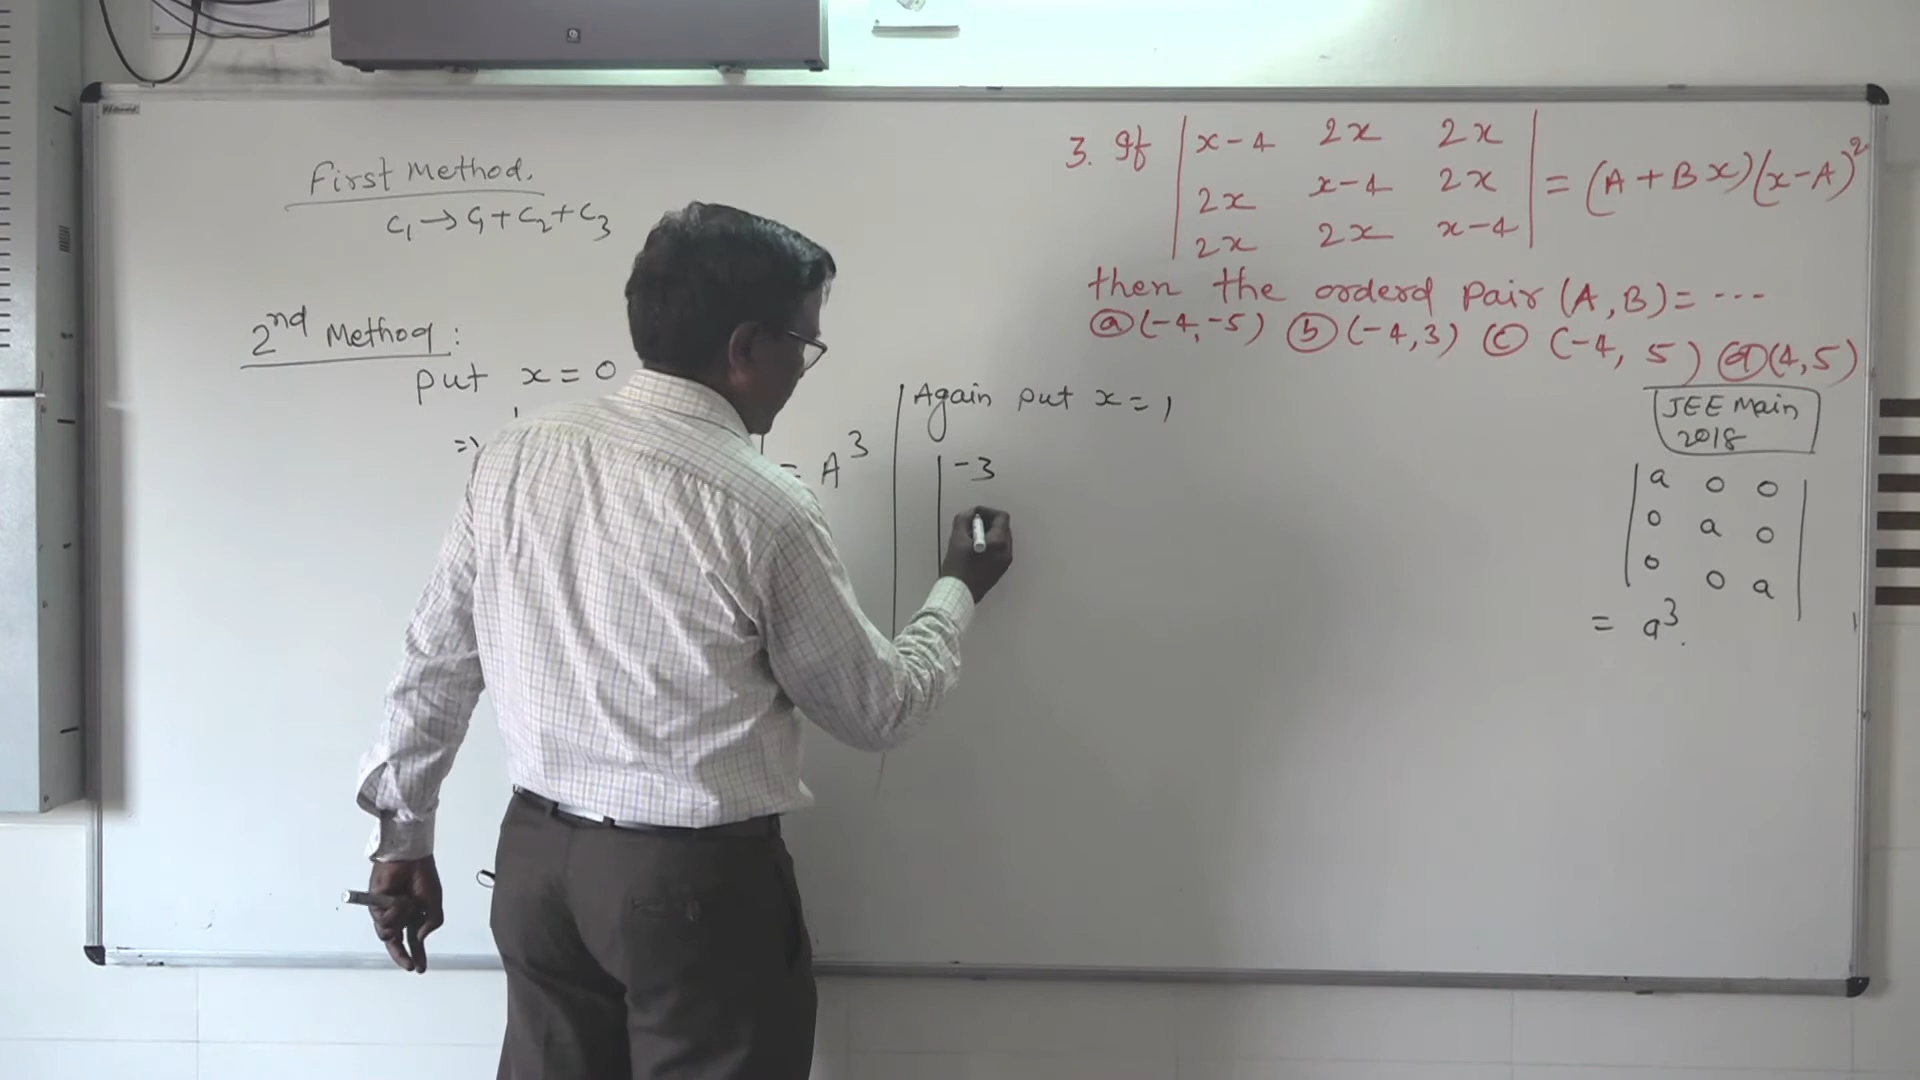 First Method.
C₁ → C₁ + C₂ + C₃
2nd Method :
put x = 0
=>
= A³
Again put x = 1
-3
3. If | x-4 2x 2x |
| 2x x-4 2x | = (A + Bx)(x-A)²
| 2x 2x x-4 |
then the orderd pair (A, B) = ---
ⓐ (-4, -5) ⓑ (-4, 3) ⓒ (-4, 5) ⓓ (4, 5)
JEE Main
2018
| a 0 0 |
| 0 a 0 |
| 0 0 a |
= a³.